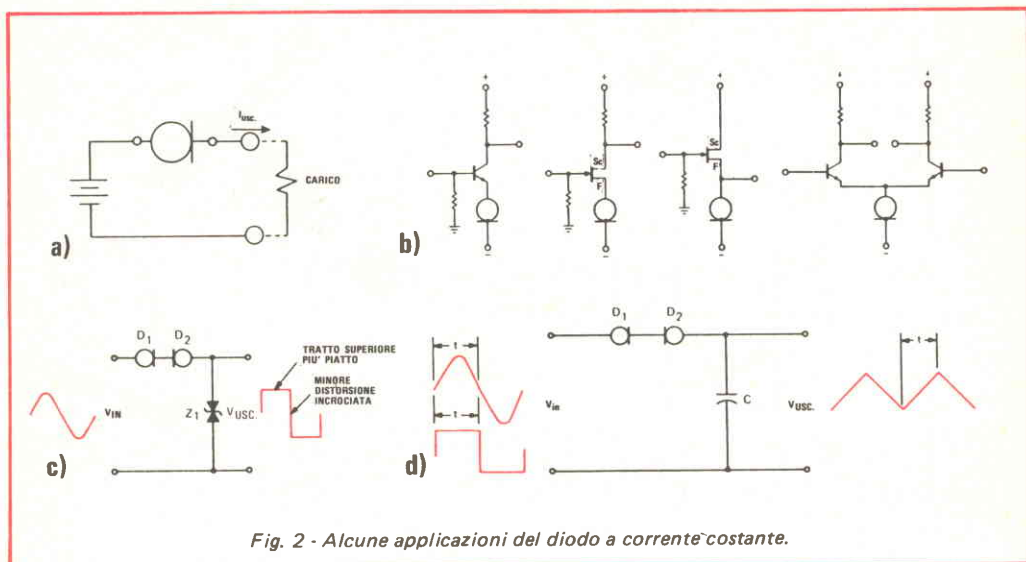 a)
Iusc.
CARICO
b)
+
−
+
Sc
F
−
+
Sc
F
−
+
+
−
c)
VIN
D1
D2
Z1
VUSC.
TRATTO SUPERIORE
PIU' PIATTO
MINORE
DISTORSIONE
INCROCIATA
d)
t
t
Vin
D1
D2
C
VUSC.
t
Fig. 2 - Alcune applicazioni del diodo a corrente costante.